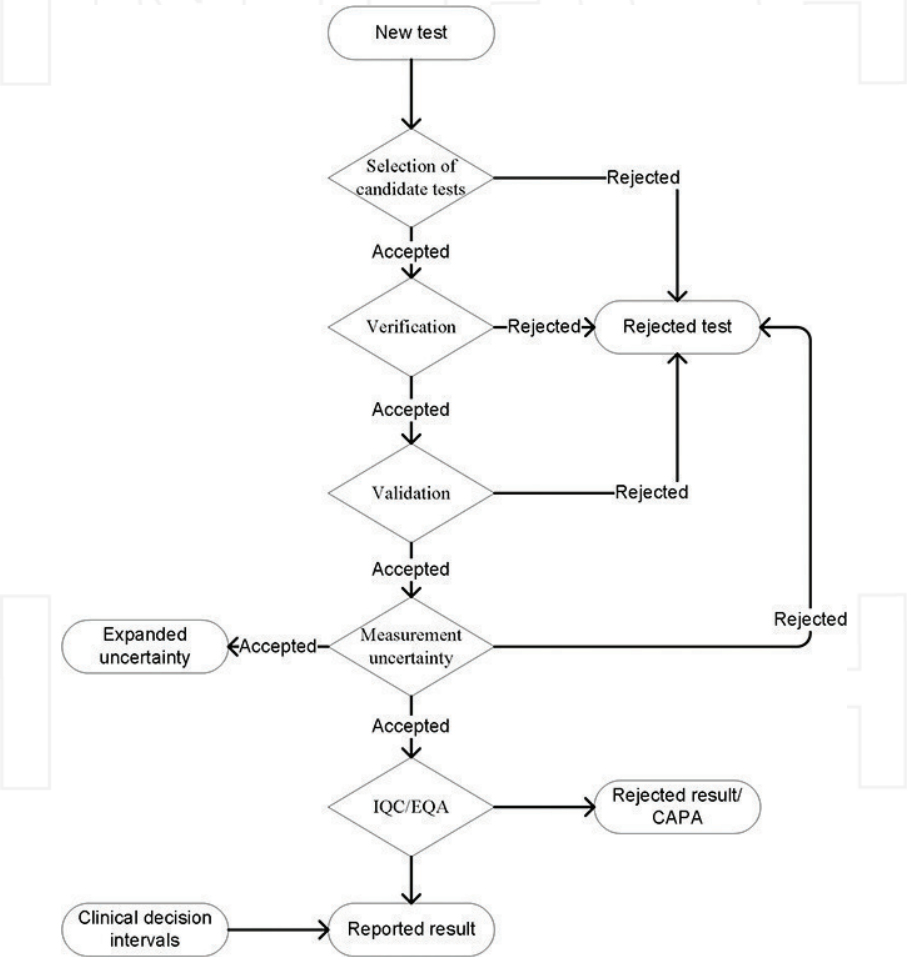 New test
Selection of
candidate tests
Rejected
Accepted
Verification
Rejected
Rejected test
Accepted
Validation
Rejected
Accepted
Expanded
uncertainty
Accepted
Measurement
uncertainty
Rejected
Accepted
IQC/EQA
Rejected result/
CAPA
Clinical decision
intervals
Reported result